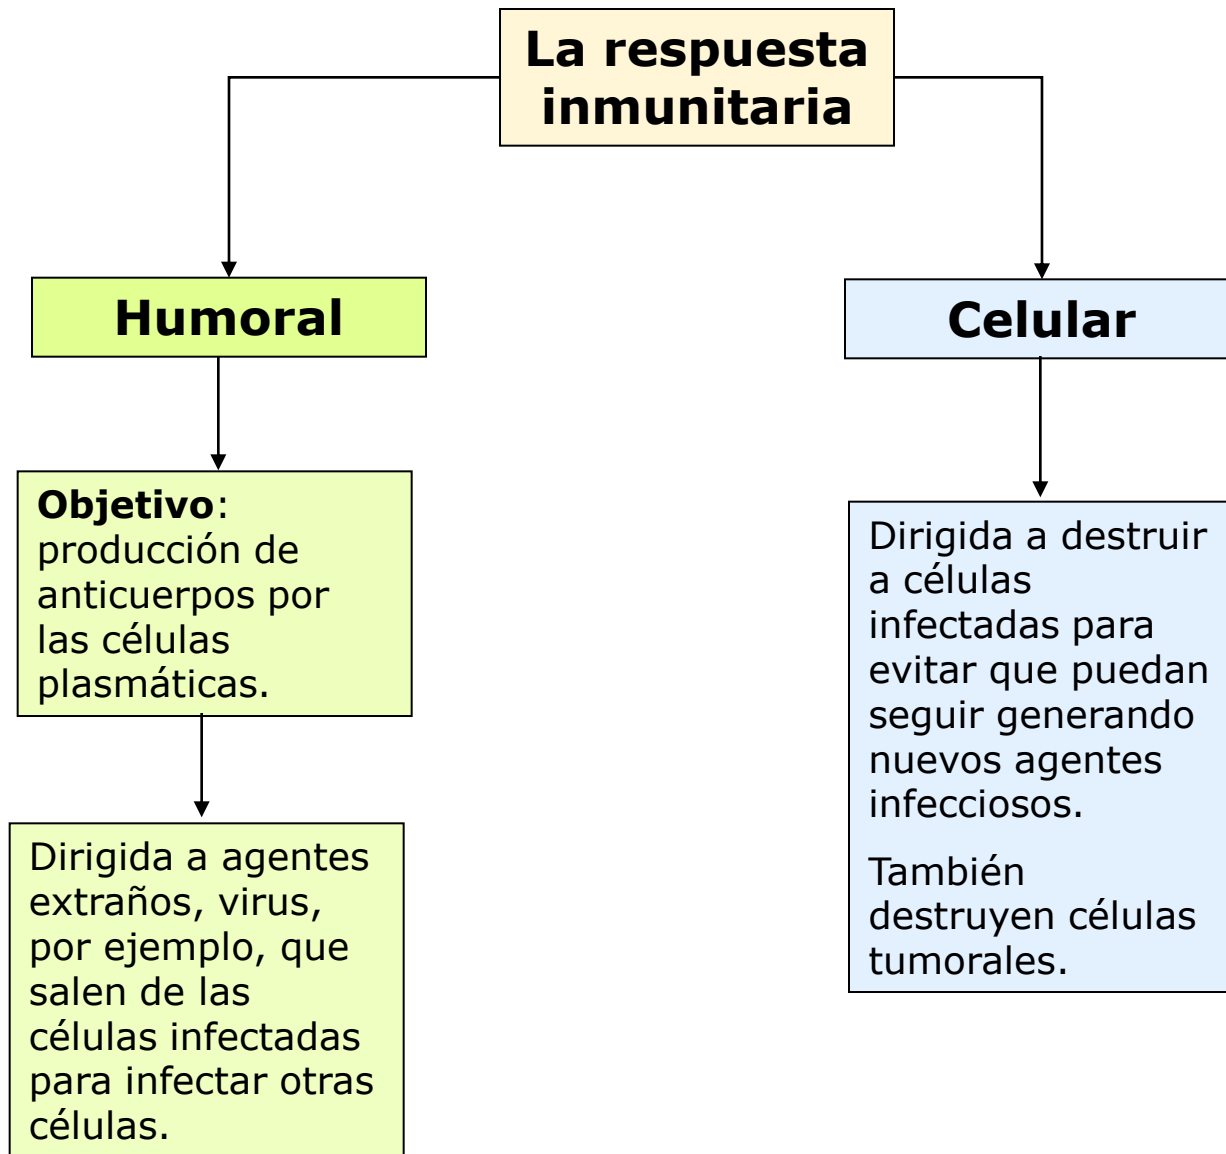 La respuesta
inmunitaria
Humoral
Celular
Objetivo:
producción de
anticuerpos por
las células
plasmáticas.
Dirigida a agentes
extraños, virus,
por ejemplo, que
salen de las
células infectadas
para infectar otras
células.
Dirigida a destruir
a células
infectadas para
evitar que puedan
seguir generando
nuevos agentes
infecciosos.
También
destruyen células
tumorales.